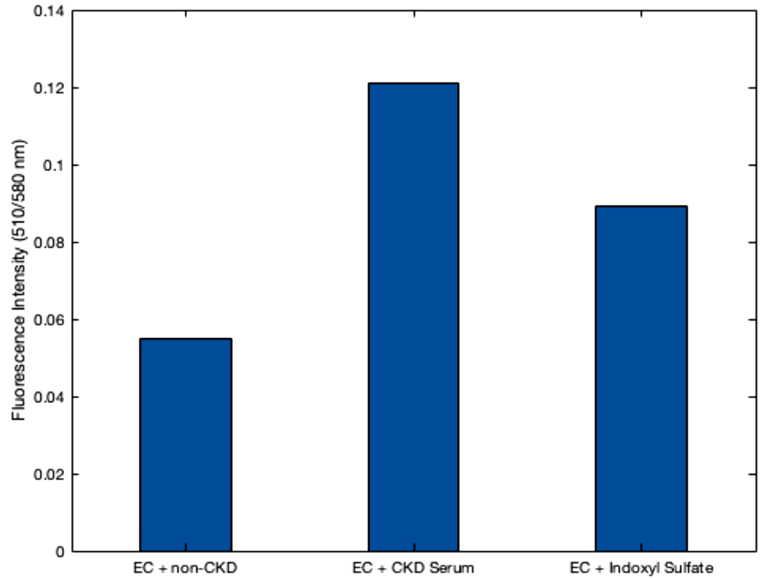 0.14
0.12
0.1
0.08
0.06
0.04
0.02
0
Fluorescence Intensity (510/580 nm)
EC + non-CKD
EC + CKD Serum
EC + Indoxyl Sulfate